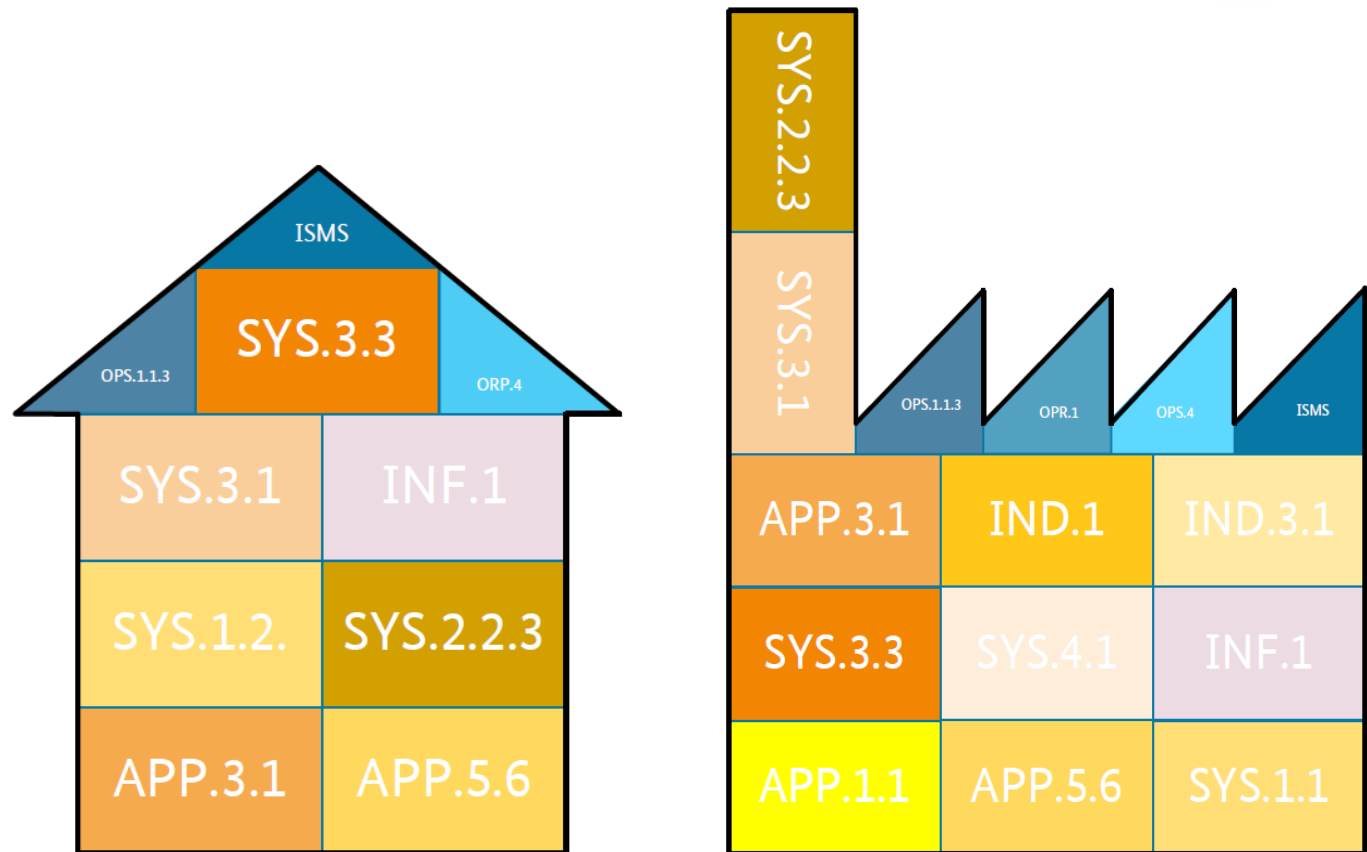 ISMS
OPS.1.1.3
SYS.3.3
ORP.4
SYS.3.1
INF.1
SYS.1.2.
SYS.2.2.3
APP.3.1
APP.5.6
SYS.2.2.3
SYS.3.1
OPS.1.1.3
OPR.1
OPS.4
ISMS
APP.3.1
IND.1
IND.3.1
SYS.3.3
SYS.4.1
INF.1
APP.1.1
APP.5.6
SYS.1.1